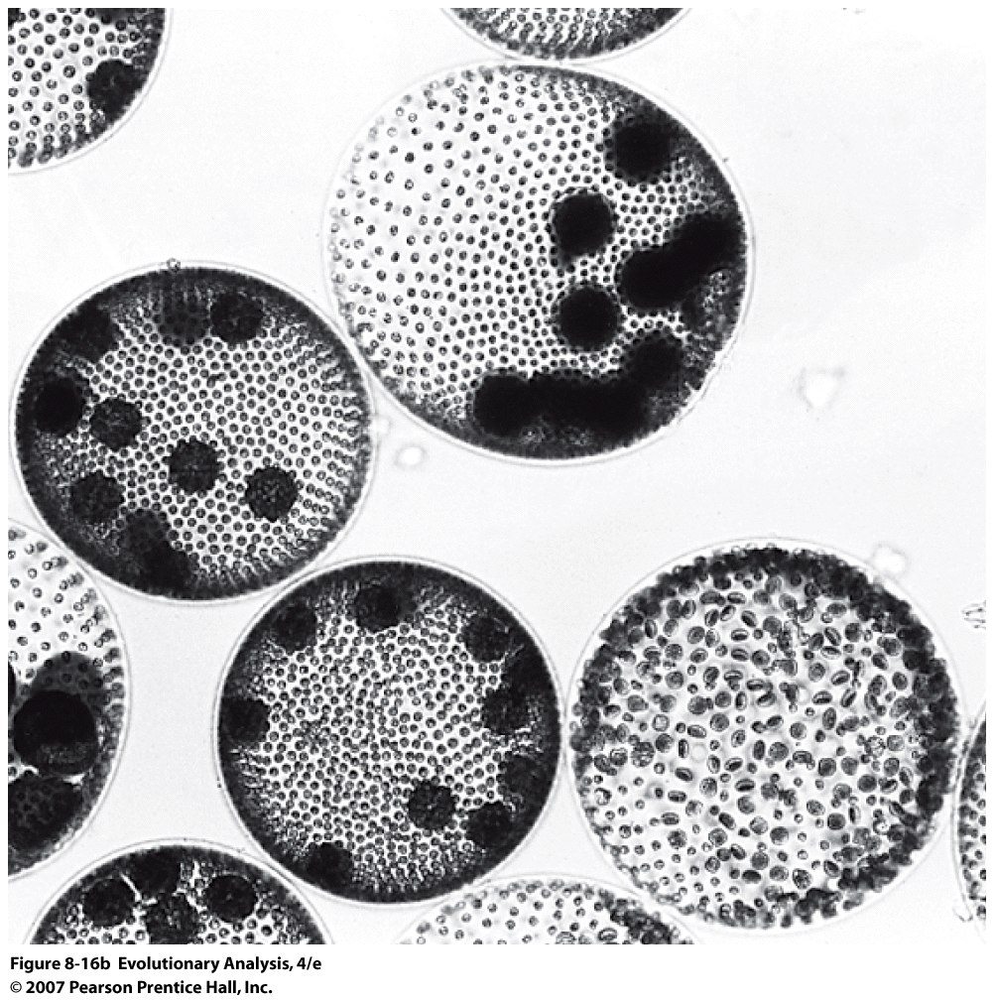 Figure 8-16b  Evolutionary Analysis, 4/e
© 2007 Pearson Prentice Hall, Inc.